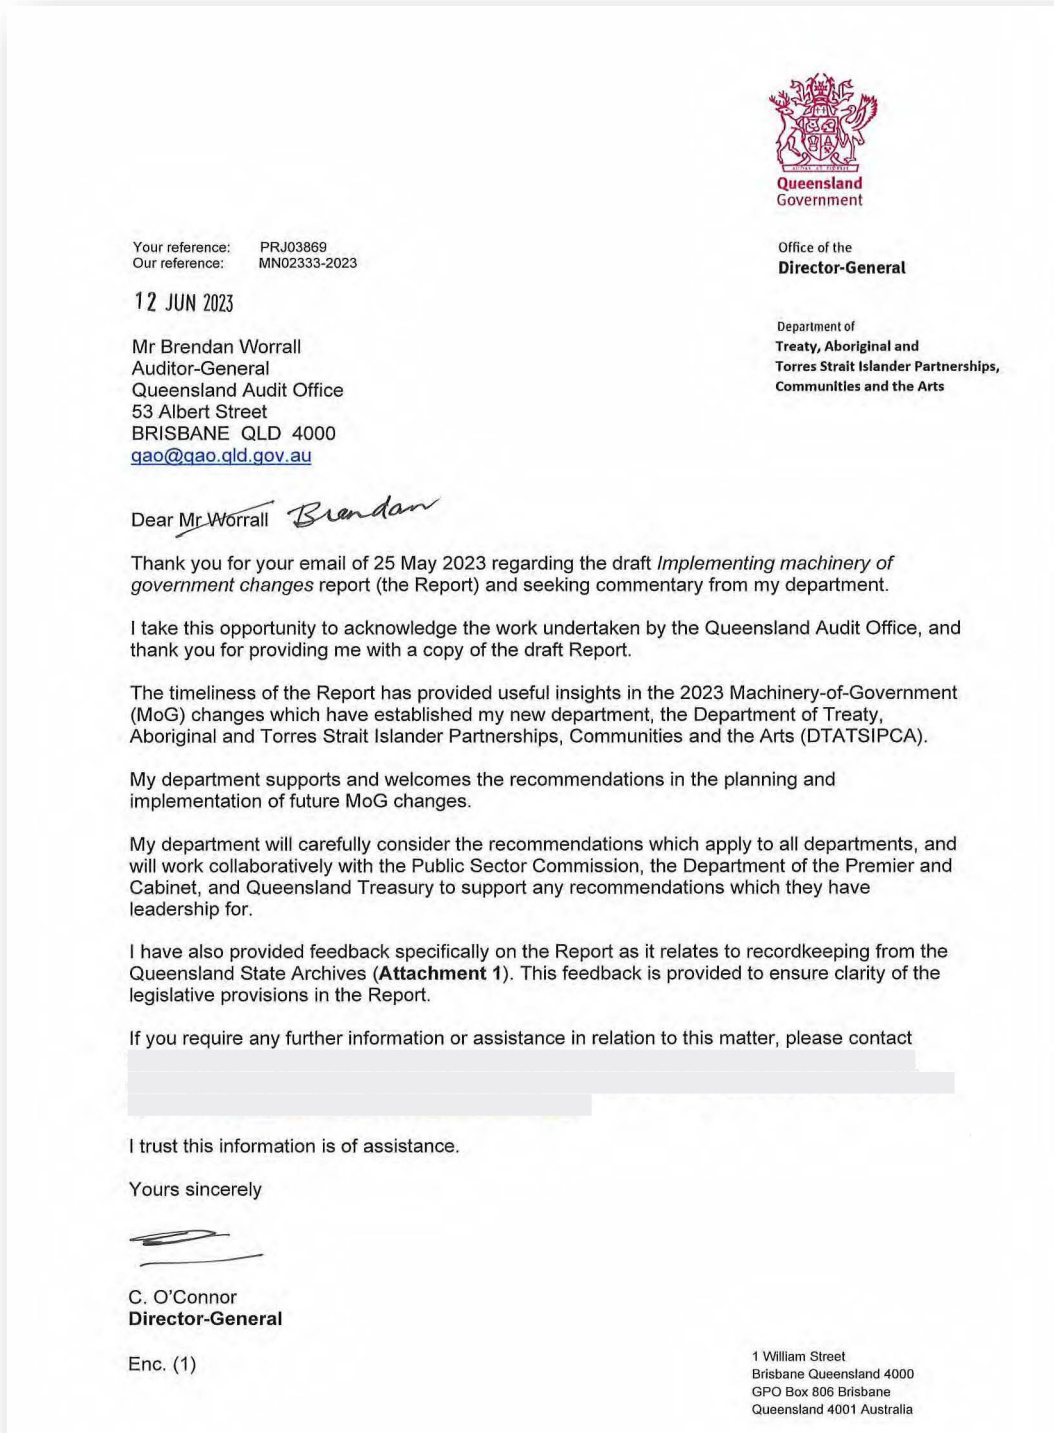 Queensland
Government
Your reference: PRJ03869
Our reference: MN02333-2023
Office of the
Director-General
12 JUN 2023
Department of
Treaty, Aboriginal and
Torres Strait Islander Partnerships,
Communities and the Arts
Mr Brendan Worrall
Auditor-General
Queensland Audit Office
53 Albert Street
BRISBANE QLD 4000
qao@qao.qld.gov.au
Dear Mr Worrall Brendan
Thank you for your email of 25 May 2023 regarding the draft Implementing machinery of
government changes report (the Report) and seeking commentary from my department.
I take this opportunity to acknowledge the work undertaken by the Queensland Audit Office, and
thank you for providing me with a copy of the draft Report.
The timeliness of the Report has provided useful insights in the 2023 Machinery-of-Government
(MoG) changes which have established my new department, the Department of Treaty,
Aboriginal and Torres Strait Islander Partnerships, Communities and the Arts (DTATSIPCA).
My department supports and welcomes the recommendations in the planning and
implementation of future MoG changes.
My department will carefully consider the recommendations which apply to all departments, and
will work collaboratively with the Public Sector Commission, the Department of the Premier and
Cabinet, and Queensland Treasury to support any recommendations which they have
leadership for.
I have also provided feedback specifically on the Report as it relates to recordkeeping from the
Queensland State Archives (Attachment 1). This feedback is provided to ensure clarity of the
legislative provisions in the Report.
If you require any further information or assistance in relation to this matter, please contact
I trust this information is of assistance.
Yours sincerely
C. O'Connor
Director-General
Enc. (1)
1 William Street
Brisbane Queensland 4000
GPO Box 806 Brisbane
Queensland 4001 Australia